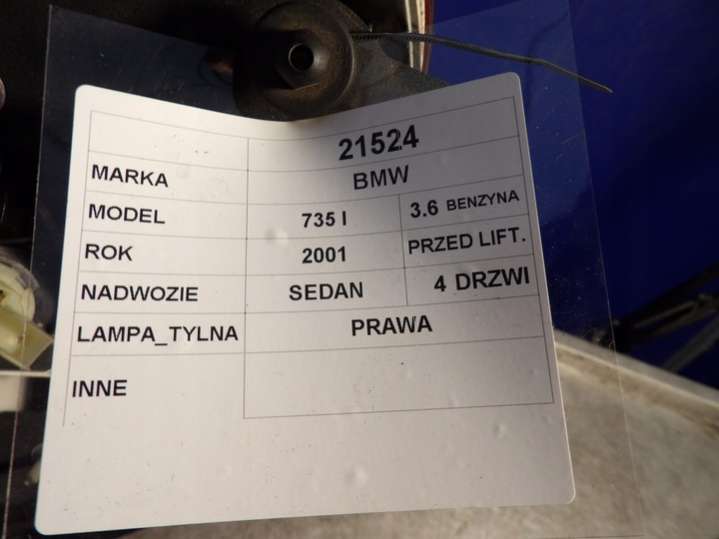 21524
MARKA BMW
MODEL 735 I 3.6 BENZYNA
ROK 2001 PRZED LIFT.
NADWOZIE SEDAN 4 DRZWI
LAMPA_TYLNA PRAWA
INNE